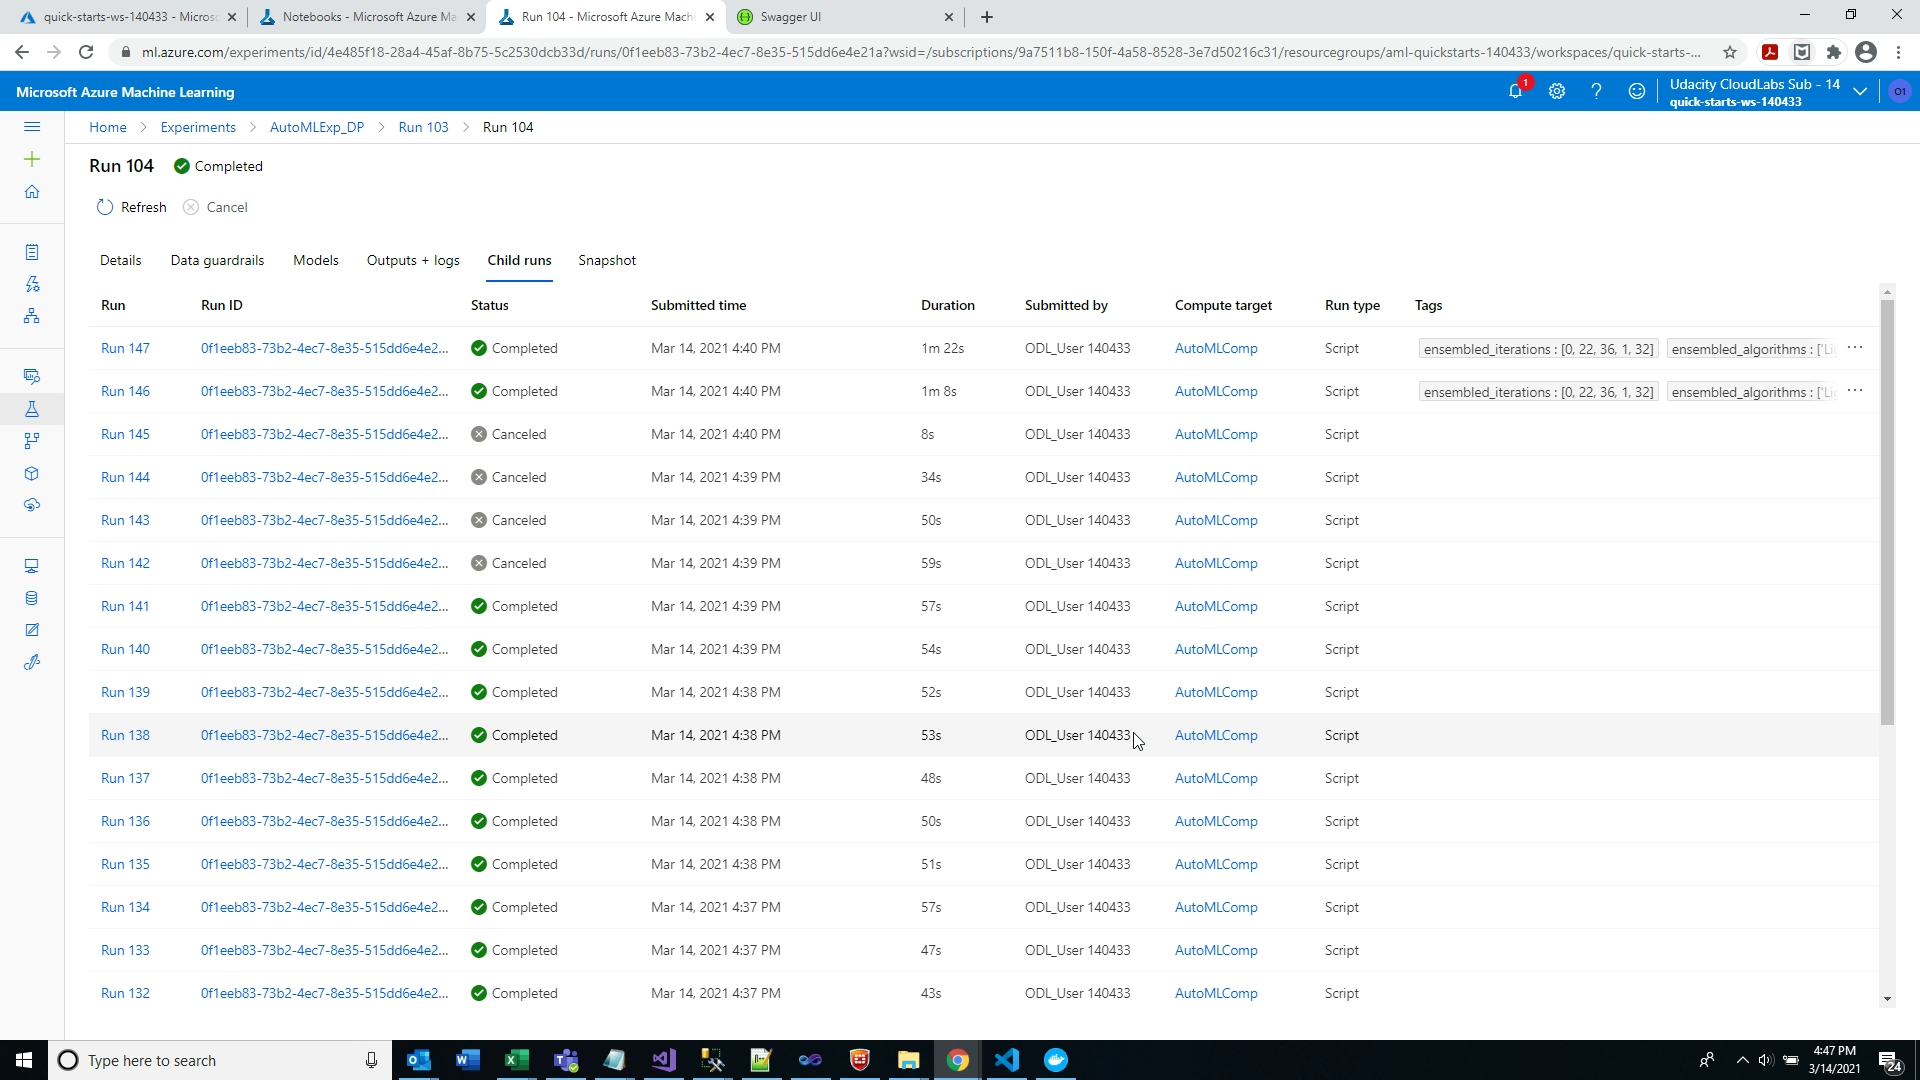 quick-starts-ws-140433 - Microsc
Notebooks - Microsoft Azure Ma
Run 104 - Microsoft Azure Machi
Swagger UI
ml.azure.com/experiments/id/4e485f18-28a4-45af-8b75-5c2530dcb33d/runs/0f1eeb83-73b2-4ec7-8e35-515dd6e4e21a?wsid=/subscriptions/9a7511b8-150f-4a58-8528-3e7d50216c31/resourcegroups/aml-quickstarts-140433/workspaces/quick-starts-...
Microsoft Azure Machine Learning
1
Udacity CloudLabs Sub - 14
quick-starts-ws-140433
O1
Home > Experiments > AutoMLExp_DP > Run 103 > Run 104
Run 104 Completed
Refresh Cancel
Details Data guardrails Models Outputs + logs Child runs Snapshot
Run Run ID Status Submitted time Duration Submitted by Compute target Run type Tags
Run 147 0f1eeb83-73b2-4ec7-8e35-515dd6e4e2... Completed Mar 14, 2021 4:40 PM 1m 22s ODL_User 140433 AutoMLComp Script ensembled_iterations : [0, 22, 36, 1, 32] ensembled_algorithms : ['Lig ...
Run 146 0f1eeb83-73b2-4ec7-8e35-515dd6e4e2... Completed Mar 14, 2021 4:40 PM 1m 8s ODL_User 140433 AutoMLComp Script ensembled_iterations : [0, 22, 36, 1, 32] ensembled_algorithms : ['Lig ...
Run 145 0f1eeb83-73b2-4ec7-8e35-515dd6e4e2... Canceled Mar 14, 2021 4:40 PM 8s ODL_User 140433 AutoMLComp Script
Run 144 0f1eeb83-73b2-4ec7-8e35-515dd6e4e2... Canceled Mar 14, 2021 4:39 PM 34s ODL_User 140433 AutoMLComp Script
Run 143 0f1eeb83-73b2-4ec7-8e35-515dd6e4e2... Canceled Mar 14, 2021 4:39 PM 50s ODL_User 140433 AutoMLComp Script
Run 142 0f1eeb83-73b2-4ec7-8e35-515dd6e4e2... Canceled Mar 14, 2021 4:39 PM 59s ODL_User 140433 AutoMLComp Script
Run 141 0f1eeb83-73b2-4ec7-8e35-515dd6e4e2... Completed Mar 14, 2021 4:39 PM 57s ODL_User 140433 AutoMLComp Script
Run 140 0f1eeb83-73b2-4ec7-8e35-515dd6e4e2... Completed Mar 14, 2021 4:39 PM 54s ODL_User 140433 AutoMLComp Script
Run 139 0f1eeb83-73b2-4ec7-8e35-515dd6e4e2... Completed Mar 14, 2021 4:38 PM 52s ODL_User 140433 AutoMLComp Script
Run 138 0f1eeb83-73b2-4ec7-8e35-515dd6e4e2... Completed Mar 14, 2021 4:38 PM 53s ODL_User 140433 AutoMLComp Script
Run 137 0f1eeb83-73b2-4ec7-8e35-515dd6e4e2... Completed Mar 14, 2021 4:38 PM 48s ODL_User 140433 AutoMLComp Script
Run 136 0f1eeb83-73b2-4ec7-8e35-515dd6e4e2... Completed Mar 14, 2021 4:38 PM 50s ODL_User 140433 AutoMLComp Script
Run 135 0f1eeb83-73b2-4ec7-8e35-515dd6e4e2... Completed Mar 14, 2021 4:38 PM 51s ODL_User 140433 AutoMLComp Script
Run 134 0f1eeb83-73b2-4ec7-8e35-515dd6e4e2... Completed Mar 14, 2021 4:37 PM 57s ODL_User 140433 AutoMLComp Script
Run 133 0f1eeb83-73b2-4ec7-8e35-515dd6e4e2... Completed Mar 14, 2021 4:37 PM 47s ODL_User 140433 AutoMLComp Script
Run 132 0f1eeb83-73b2-4ec7-8e35-515dd6e4e2... Completed Mar 14, 2021 4:37 PM 43s ODL_User 140433 AutoMLComp Script
Type here to search
4:47 PM
3/14/2021
24